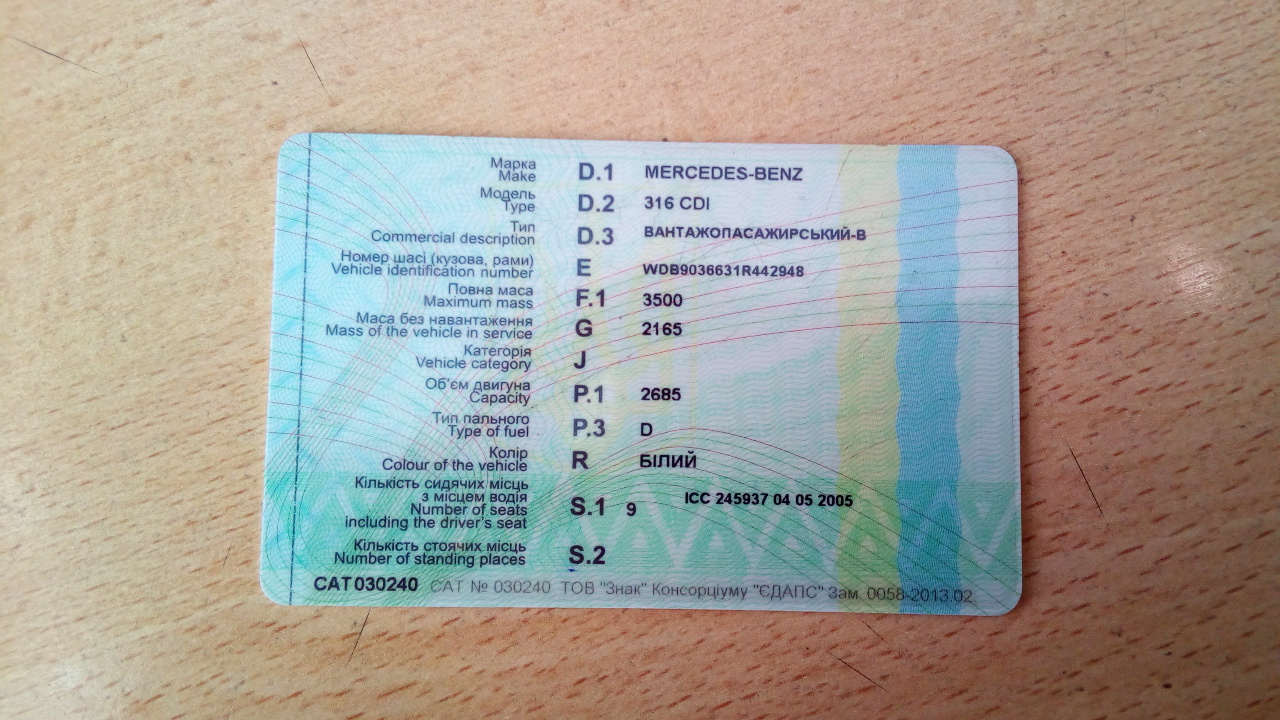 Марка
Make D.1 MERCEDES-BENZ
Модель
Type D.2 316 CDI
Тип
Commercial description D.3 ВАНТАЖОПАСАЖИРСЬКИЙ-В
Номер шасі (кузова, рами)
Vehicle identification number E WDB9036631R442948
Повна маса
Maximum mass F.1 3500
Маса без навантаження
Mass of the vehicle in service G 2165
Категорія
Vehicle category J
Об'єм двигуна
Capacity P.1 2685
Тип пального
Type of fuel P.3 D
Колір
Colour of the vehicle R БІЛИЙ
Кількість сидячих місць
з місцем водія
Number of seats
including the driver's seat S.1 9 ICC 245937 04 05 2005
Кількість стоячих місць
Number of standing places S.2
CAT030240 CAT № 030240 ТОВ "Знак" Консорціуму "ЄДАПС" Зам. 0058-2013.02